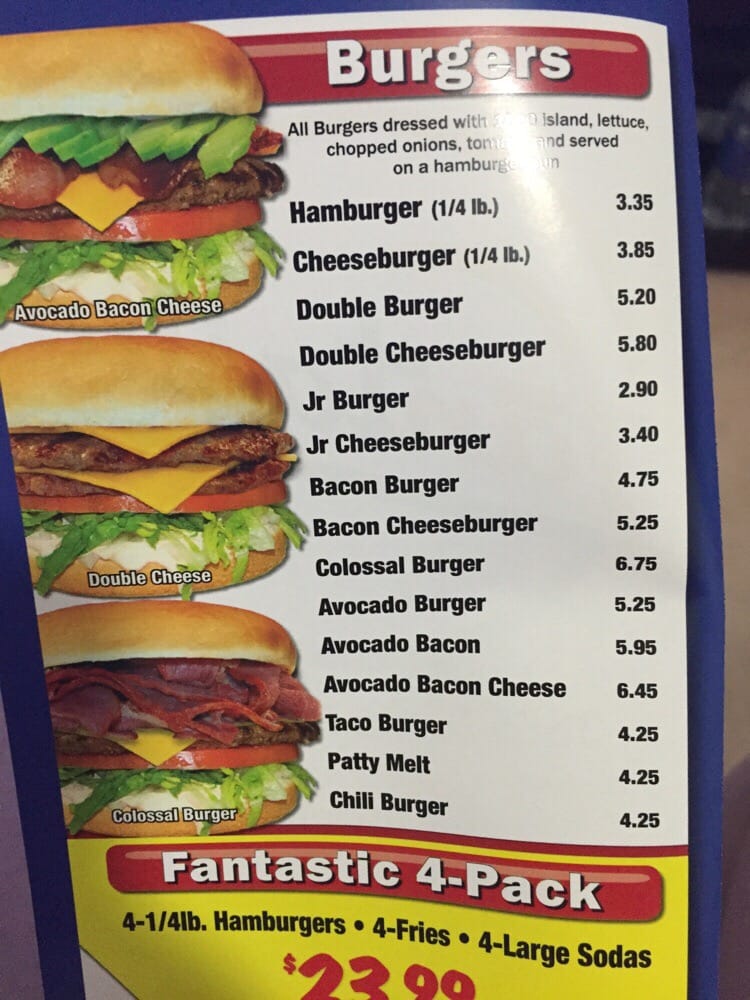 Burgers
All Burgers dressed with island, lettuce,
chopped onions, and served
on a hamburger bun
Hamburger (1/4 lb.) 3.35
Cheeseburger (1/4 lb.) 3.85
Double Burger 5.20
Double Cheeseburger 5.80
Jr Burger 2.90
Jr Cheeseburger 3.40
Bacon Burger 4.75
Bacon Cheeseburger 5.25
Colossal Burger 6.75
Avocado Burger 5.25
Avocado Bacon 5.95
Avocado Bacon Cheese 6.45
Taco Burger 4.25
Patty Melt 4.25
Chili Burger 4.25
Avocado Bacon Cheese
Double Cheese
Colossal Burger
Fantastic 4-Pack
4-1/4lb. Hamburgers • 4-Fries • 4-Large Sodas
$23.99